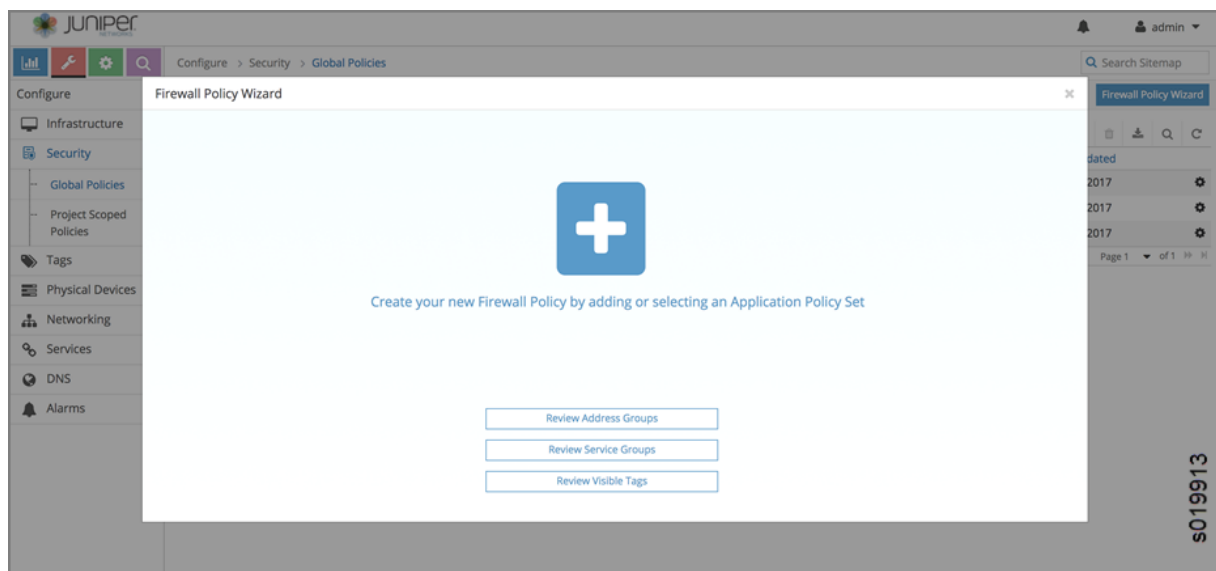 JUNIPER
NETWORKS
admin
Configure > Security > Global Policies
Search Sitemap
Configure
Firewall Policy Wizard
Firewall Policy Wizard
Infrastructure
Security
Global Policies
Project Scoped
Policies
Tags
Physical Devices
Networking
Services
DNS
Alarms
dated
2017
2017
2017
Page 1 of 1
Create your new Firewall Policy by adding or selecting an Application Policy Set
Review Address Groups
Review Service Groups
Review Visible Tags
s019913